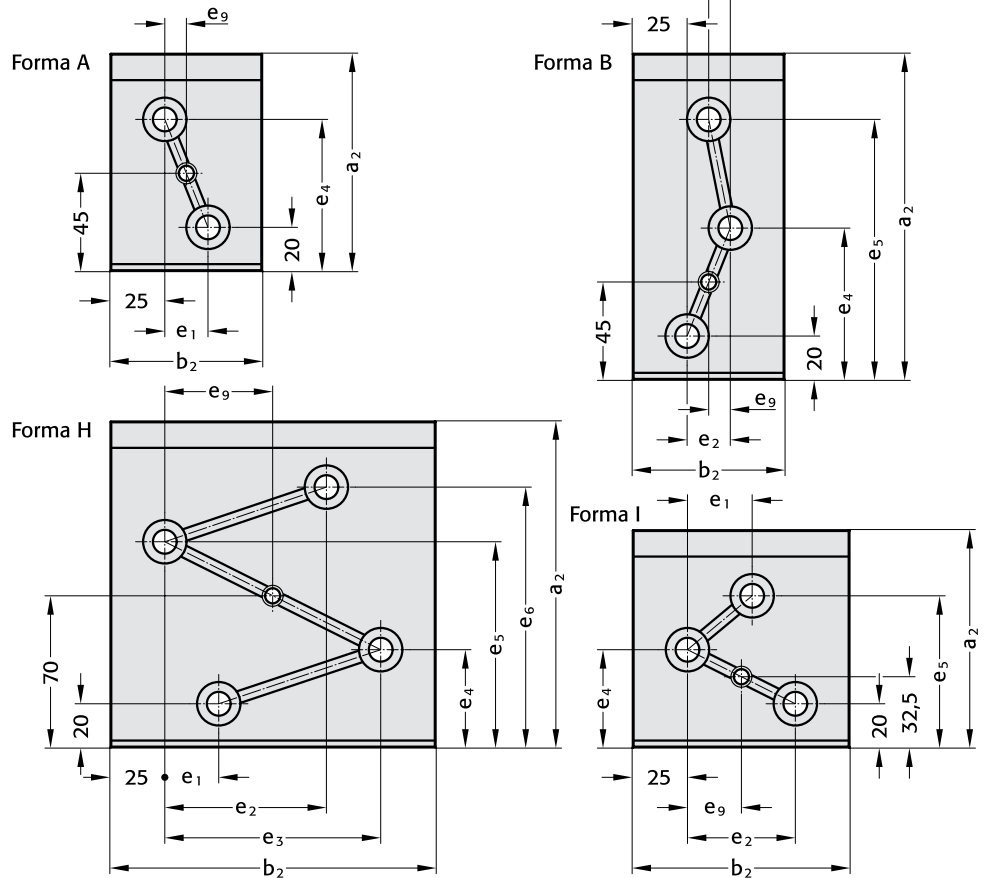 Forma A
e₉
a₂
e₄
45
20
25
e₁
b₂
Forma B
25
a₂
e₅
e₄
45
20
e₉
e₂
b₂
Forma H
e₉
a₂
e₆
e₅
e₄
70
20
25
e₁
e₂
e₃
b₂
Forma I
e₁
a₂
e₅
e₄
20
32,5
25
e₉
e₂
b₂